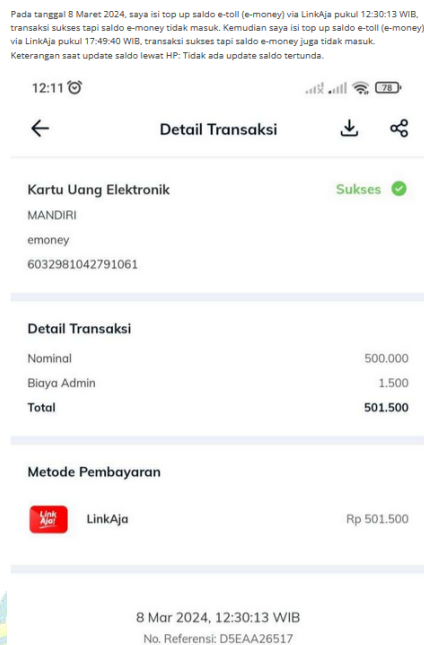 Pada tanggal 8 Maret 2024, saya isi top up saldo e-toll (e-money) via LinkAja pukul 12:30:13 WIB,
transaksi sukses tapi saldo e-money tidak masuk. Kemudian saya isi top up saldo e-toll (e-money)
via LinkAja pukul 17:49:40 WIB, transaksi sukses tapi saldo e-money juga tidak masuk.
Keterangan saat update saldo lewat HP: Tidak ada update saldo tertunda.
12:11
78
Detail Transaksi
Kartu Uang Elektronik Sukses
MANDIRI
emoney
6032981042791061
Detail Transaksi
Nominal 500.000
Biaya Admin 1.500
Total 501.500
Metode Pembayaran
Link
Aja!
LinkAja Rp 501.500
8 Mar 2024, 12:30:13 WIB
No. Referensi: D5EAA26517